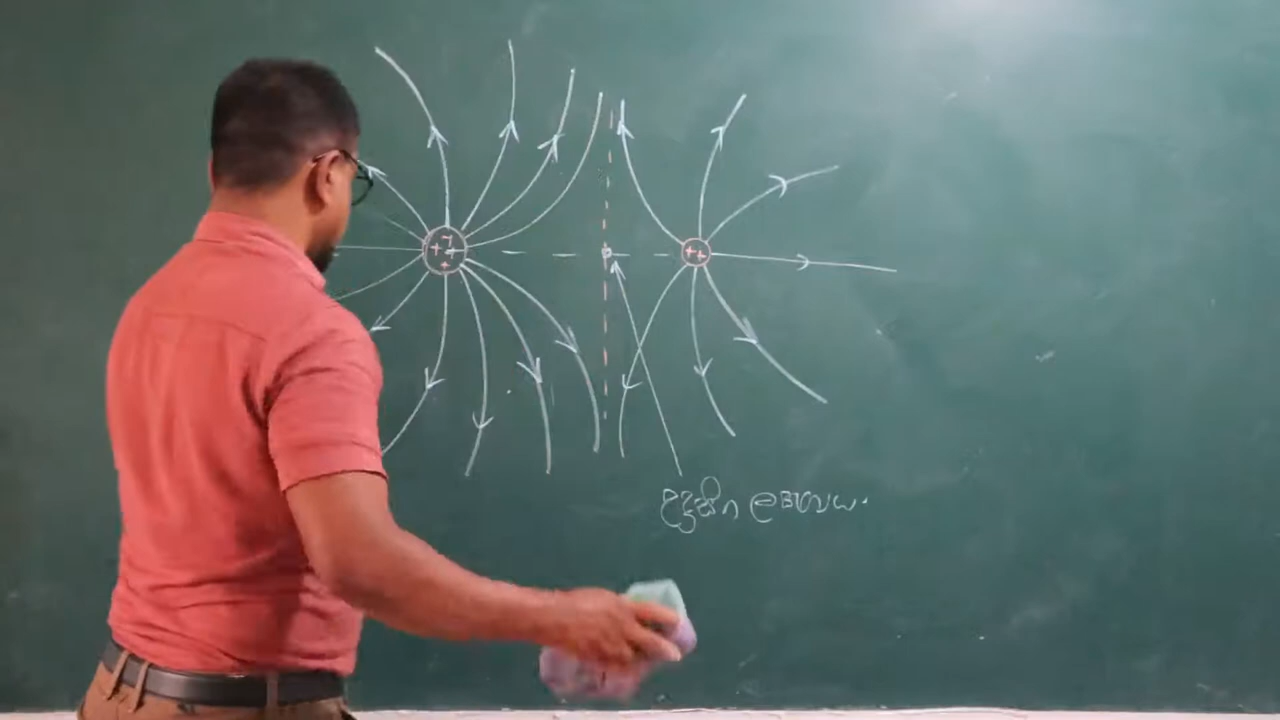 + + + +
+ +
උදාසීන ලක්ෂ්‍යය.